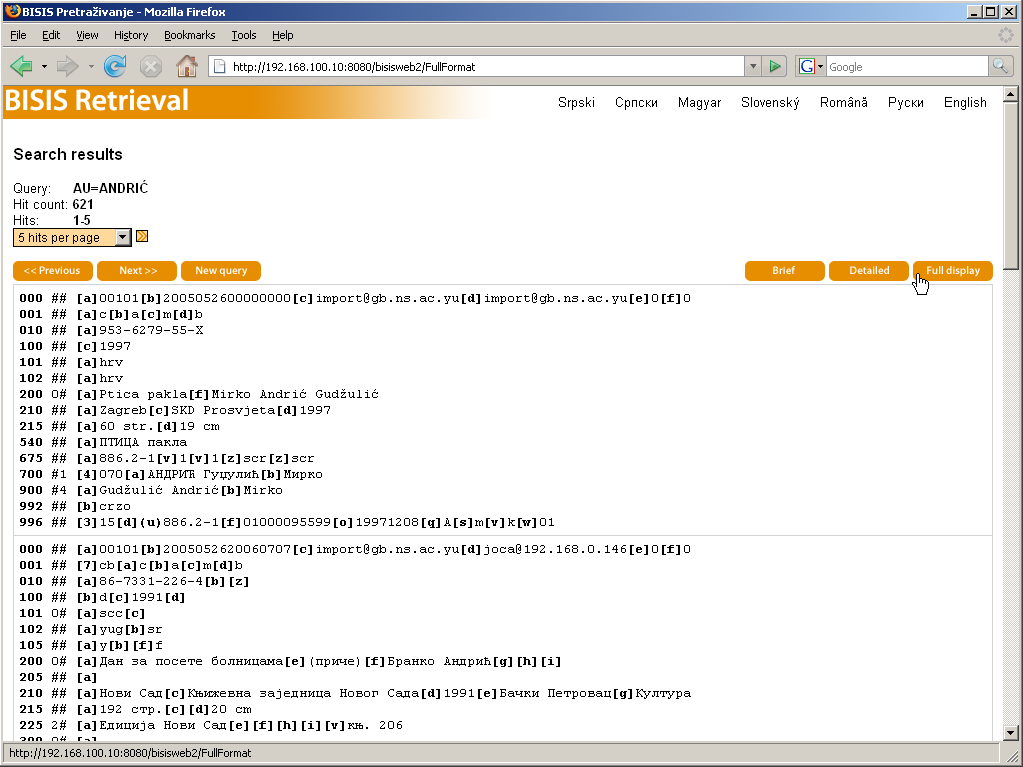 BISIS Pretraživanje - Mozilla Firefox
File Edit View History Bookmarks Tools Help
http://192.168.100.10:8080/bisisweb2/FullFormat
G Google
BISIS Retrieval
Srpski Српски Magyar Slovenský Română Руски English
Search results
Query: AU=ANDRIĆ
Hit count: 621
Hits: 1-5
5 hits per page
<< Previous Next >> New query Brief Detailed Full display
000 ## [a]00101[b]2005052600000000[c]import@gb.ns.ac.yu[d]import@gb.ns.ac.yu[e]0[f]0
001 ## [a]c[b]a[c]m[d]b
010 ## [a]953-6279-55-X
100 ## [c]1997
101 ## [a]hrv
102 ## [a]hrv
200 0# [a]Ptica pakla[f]Mirko Andrić Gudžulić
210 ## [a]Zagreb[c]SKD Prosvjeta[d]1997
215 ## [a]60 str.[d]19 cm
540 ## [a]ПТИЦА пакла
675 ## [a]886.2-1[v]1[v]1[z]scr[z]scr
700 #1 [4]070[a]АНДРИЋ Гуџулић[b]Мирко
900 #4 [a]Gudžulić Andrić[b]Mirko
992 ## [b]crzo
996 ## [3]15[d](u)886.2-1[f]01000095599[o]19971208[q]A[s]m[v]k[w]01
000 ## [a]00101[b]2005052620060707[c]import@gb.ns.ac.yu[d]joca@192.168.0.146[e]0[f]0
001 ## [7]cb[a]c[b]a[c]m[d]b
010 ## [a]86-7331-226-4[b][z]
100 ## [b]d[c]1991[d]
101 0# [a]scc[c]
102 ## [a]yug[b]sr
105 ## [a]y[b][f]f
200 0# [a]Дан за посете болницама[e](приче)[f]Бранко Андрић[g][h][i]
205 ## [a]
210 ## [a]Нови Сад[c]Књижевна заједница Новог Сада[d]1991[e]Бачки Петровац[g]Култура
215 ## [a]192 стр.[c][d]20 cm
225 2# [a]Едиција Нови Сад[e][f][h][i][v]књ. 206
300 0# [a]
http://192.168.100.10:8080/bisisweb2/FullFormat